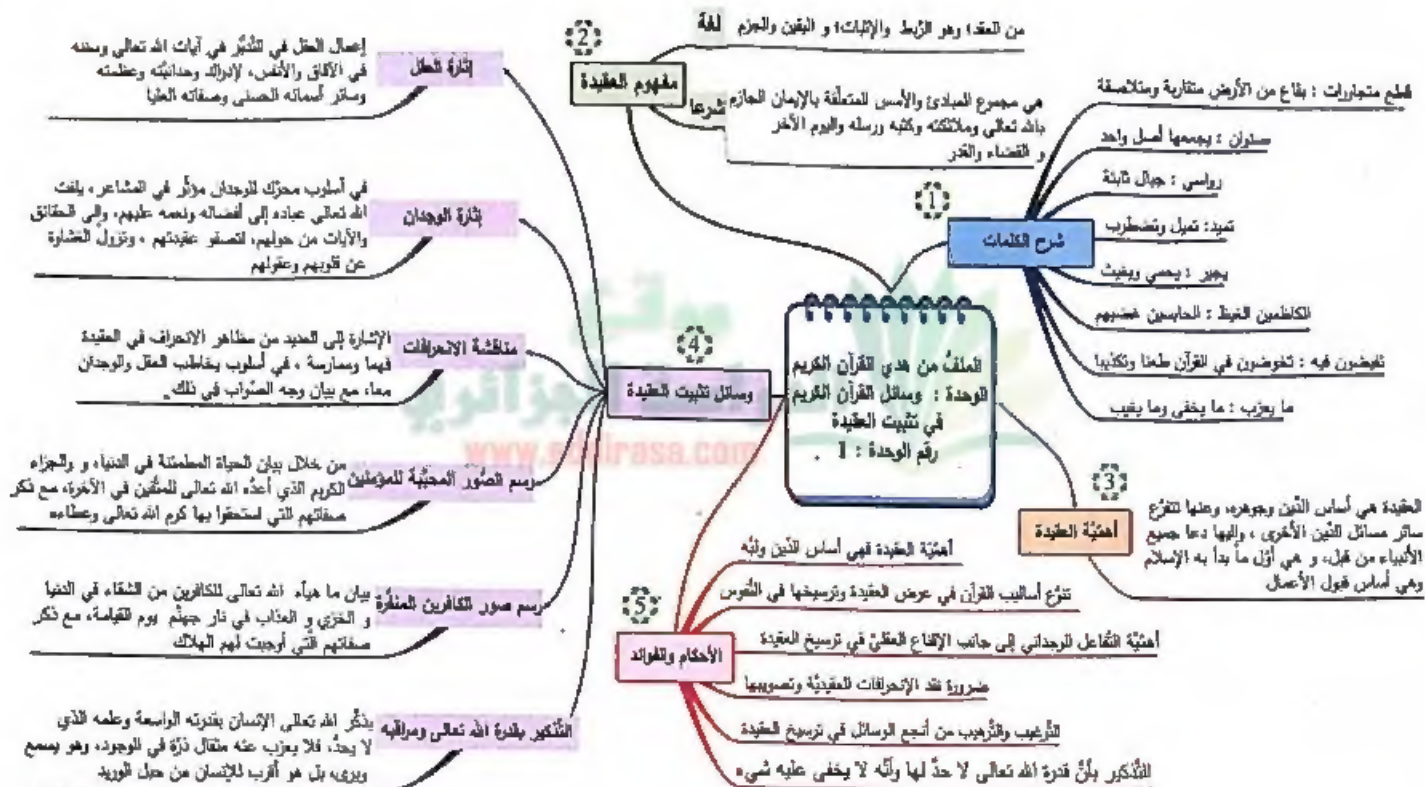 الملفُّ من هدي القرآن الكريم
الوحدة : وسائل القرآن الكريم
في تثبيت العقيدة
رقم الوحدة : 1
1
شرح الكلمات
قطع متجاورات : بقاع من الأرض متقاربة ومتلاصقة
صنوان : يجمعها أصل واحد
رواسي : جبال ثابتة
تميد: تميل وتضطرب
يجير : يحمي ويغيث
الكاظمين الغيظ : الحابسين غضبهم
تفيضون فيه : تخوضون في القرآن طعنا وتكذيبا
ما يعزب : ما يخفى وما يغيب
2
مفهوم العقيدة
لغة
من العقد؛ وهو الرَّبط والإثبات؛ و اليقين والجزم
شرعا
هي مجموع المبادئ والأسس المتعلَّقة بالإيمان الجازم
بالله تعالى وملائكته وكتبه ورسله واليوم الآخر
و القضاء والقدر
3
أهمّيَّة العقيدة
العقيدة هي أساس الدَّين وجوهره، وعنها تتفرَّع
سائر مسائل الدَّين الأخرى ، وإليها دعا جميع
الأنبياء من قبل، و هي أوّل ما بدأ به الإسلام
وهي أساس قبول الأعمال
4
وسائل تثبيت العقيدة
إثارة العقل
إعمال العقل في التَّدبُّر في آيات الله تعالى وسننه
في الآفاق والأنفس، لإدراك وحدانيَّته وعظمته
وسائر أسمائه الحسنى وصفاته العليا
إثارة الوجدان
في أسلوب محرّك للوجدان مؤثّر في المشاعر، يلفت
الله تعالى عباده إلى أفضاله ونعمه عليهم، وإلى الحقائق
والآيات من حولهم، لتصفو عقيدتهم ، وتزول الغشاوة
عن قلوبهم وعقولهم
مناقشة الانحرافات
الإشارة إلى العديد من مظاهر الانحراف في العقيدة
فهما وممارسة ، في أسلوب يخاطب العقل والوجدان
معا، مع بيان وجه الصَّواب في ذلك.
رسم الصُّوَر المحبَّبة للمؤمنين
من خلال بيان الحياة المطمئنة في الدنيا، و والجزاء
الكريم الذي أعدّه الله تعالى للمتَّقين في الآخرة، مع ذكر
صفاتهم التي استحقوا بها كرم الله تعالى وعطاءه
رسم صور الكافرين المنفَّرة
بيان ما هيأه الله تعالى للكافرين من الشقاء في الدنيا
و الخزي و العذاب في نار جهنَّم يوم القيامة، مع ذكر
صفاتهم الَّتي أوجبت لهم الهلاك
التَّذكير بقدرة الله تعالى ومراقبته
يذكَّر الله تعالى الإنسان بقدرته الواسعة وعلمه الذي
لا يحدّ، فلا يعزب عنه مثقال ذرّة في الوجود، وهو يسمع
ويرى، بل هو أقرب للإنسان من حبل الوريد
5
الأحكام والفوائد
أهمّيَّة العقيدة فهي أساس الدَّين ولبُّه
تنوُّع أساليب القرآن في عرض العقيدة وترسيخها في النُّفوس
أهمّيَّة التَّفاعل الوجداني إلى جانب الإقناع العقليّ في ترسيخ العقيدة
ضرورة نقد الإنحرافات العقيديَّة وتصويبها
التَّرغيب والتَّرهيب من أنجع الوسائل في ترسيخ العقيدة
التَّذكير بأنَّ قدرة الله تعالى لا حدَّ لها وأنَّه لا يخفى عليه شيء
موقع
الدراسة الجزائري
www.eddirasa.com